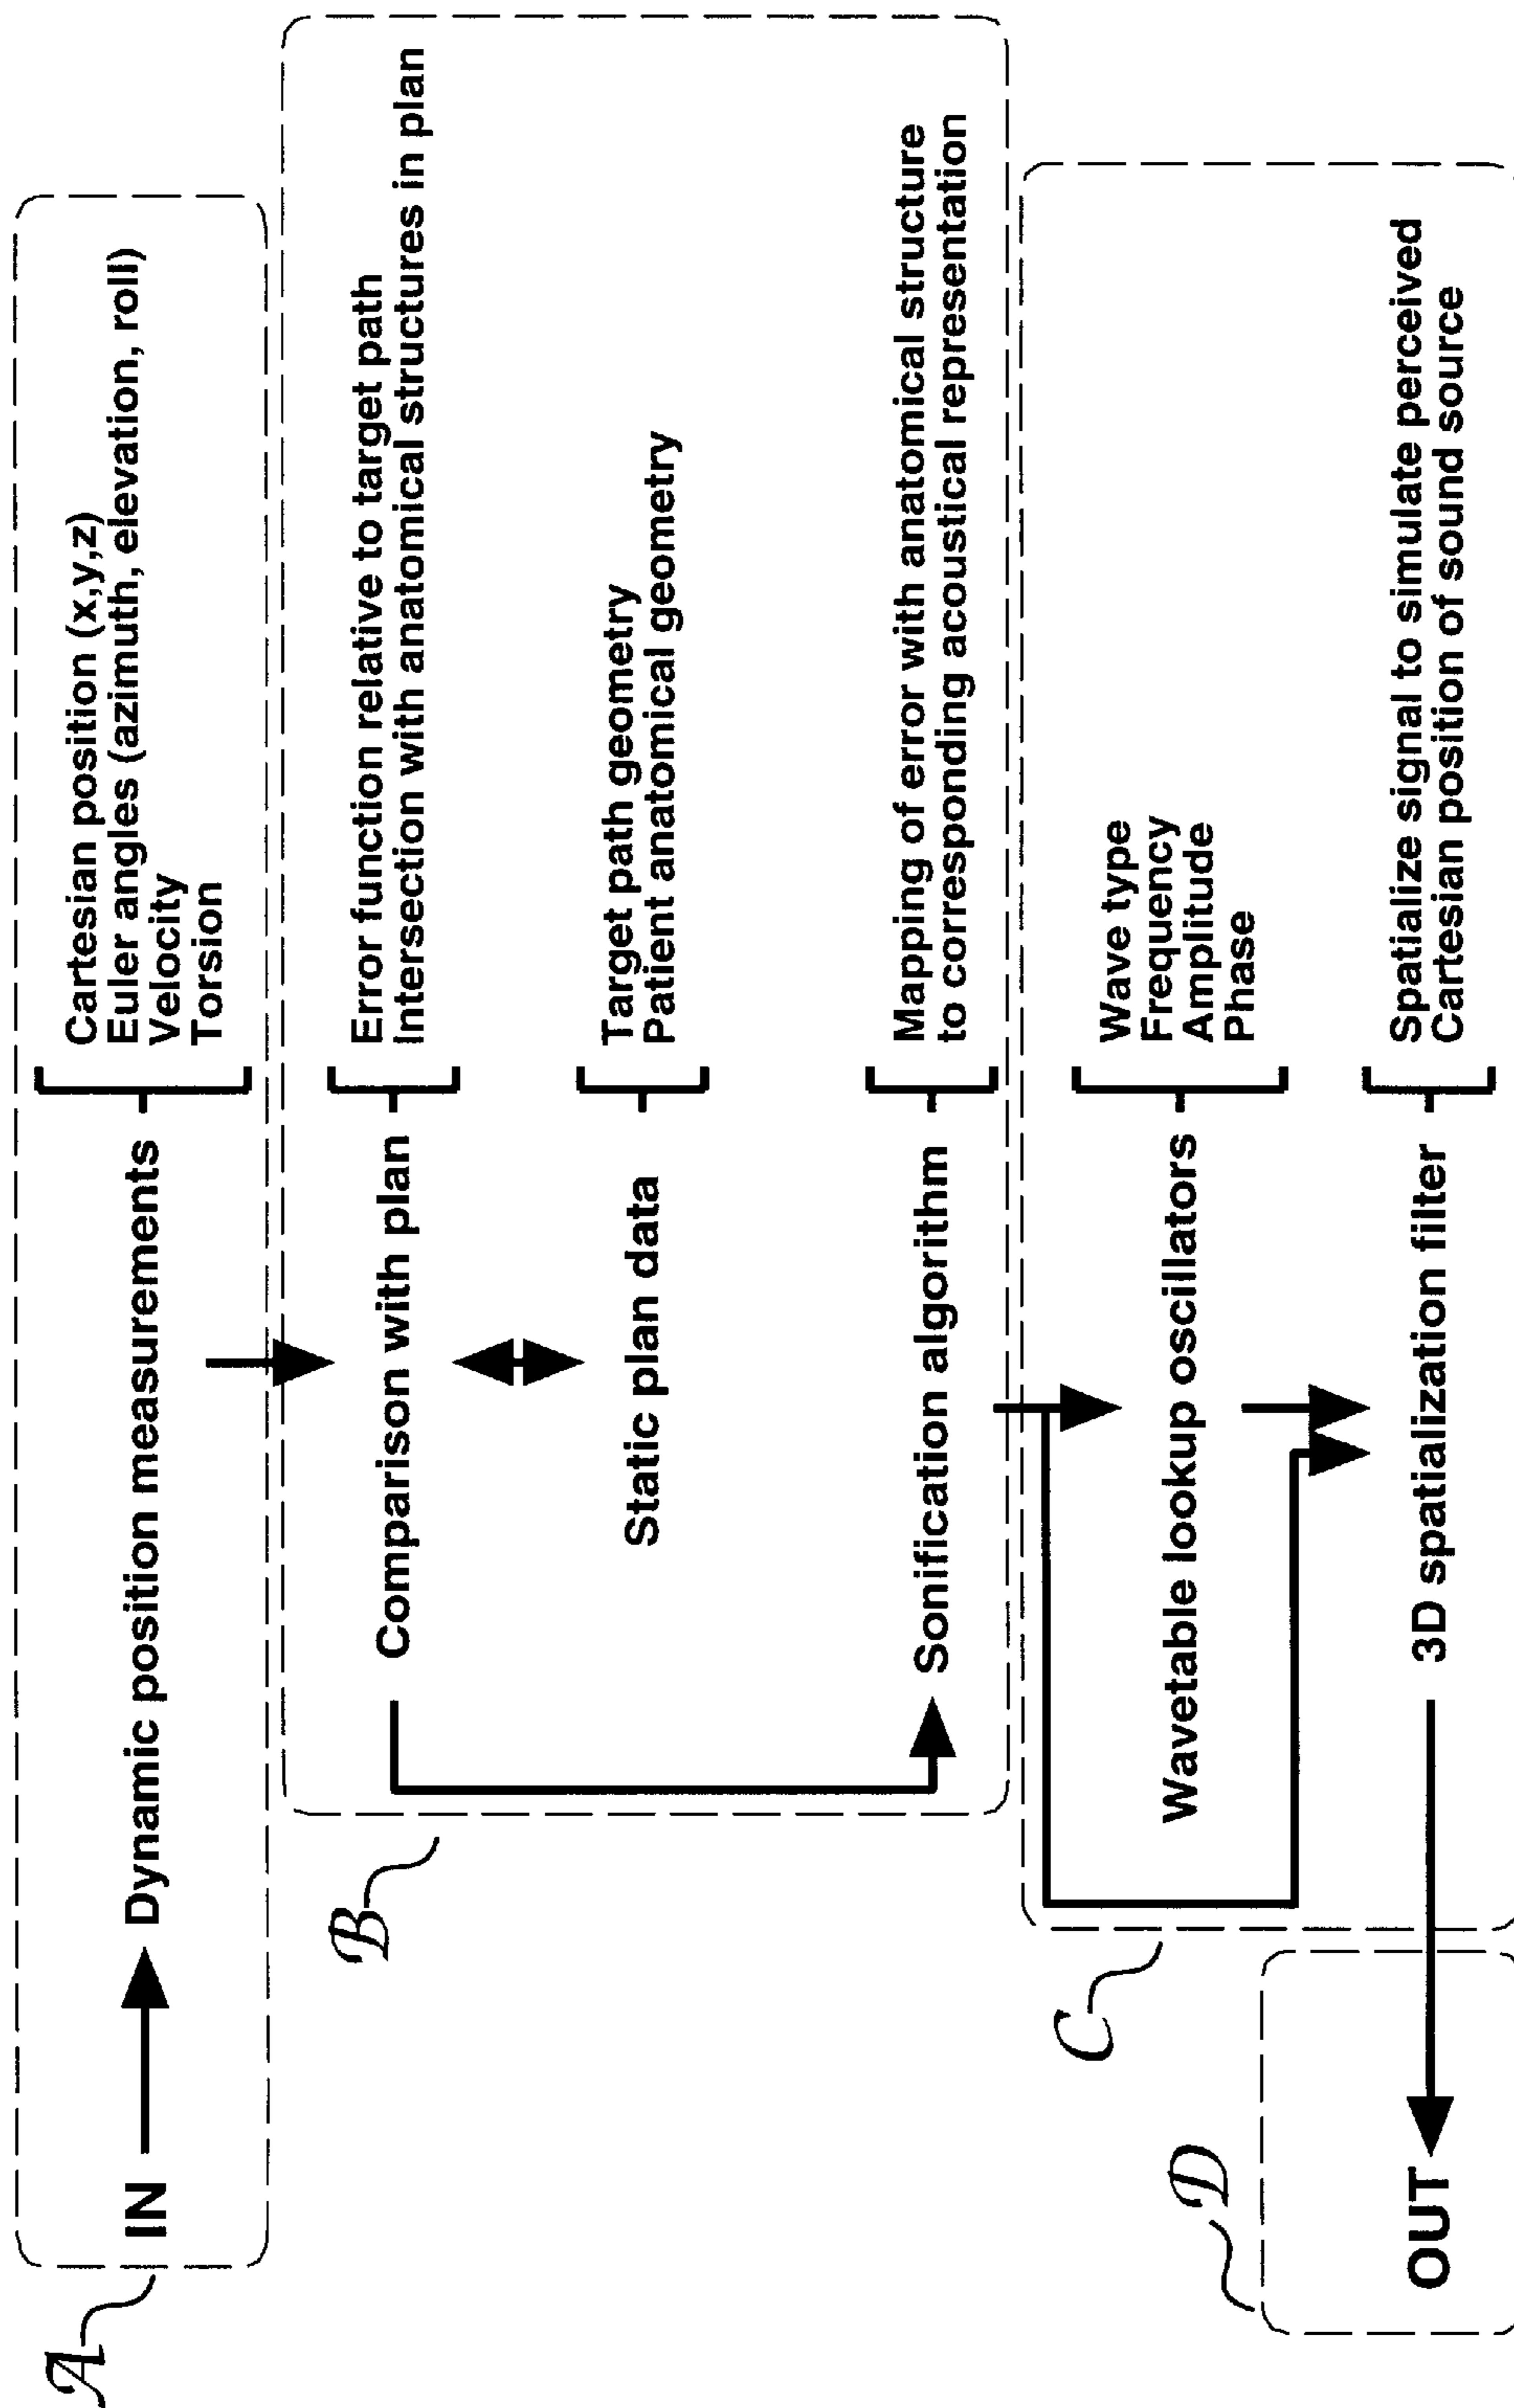 A
IN
Dynamic position measurements
Cartesian position (x,y,z)
Euler angles (azimuth, elevation, roll)
Velocity
Torsion
B
Comparison with plan
Error function relative to target path
Intersection with anatomical structures in plan
Static plan data
Target path geometry
Patient anatomical geometry
Sonification algorithm
Mapping of error with anatomical structure
to corresponding acoustical representation
C
Wavetable lookup oscillators
Wave type
Frequency
Amplitude
Phase
D
OUT
3D spatialization filter
Spatialize signal to simulate perceived
Cartesian position of sound source